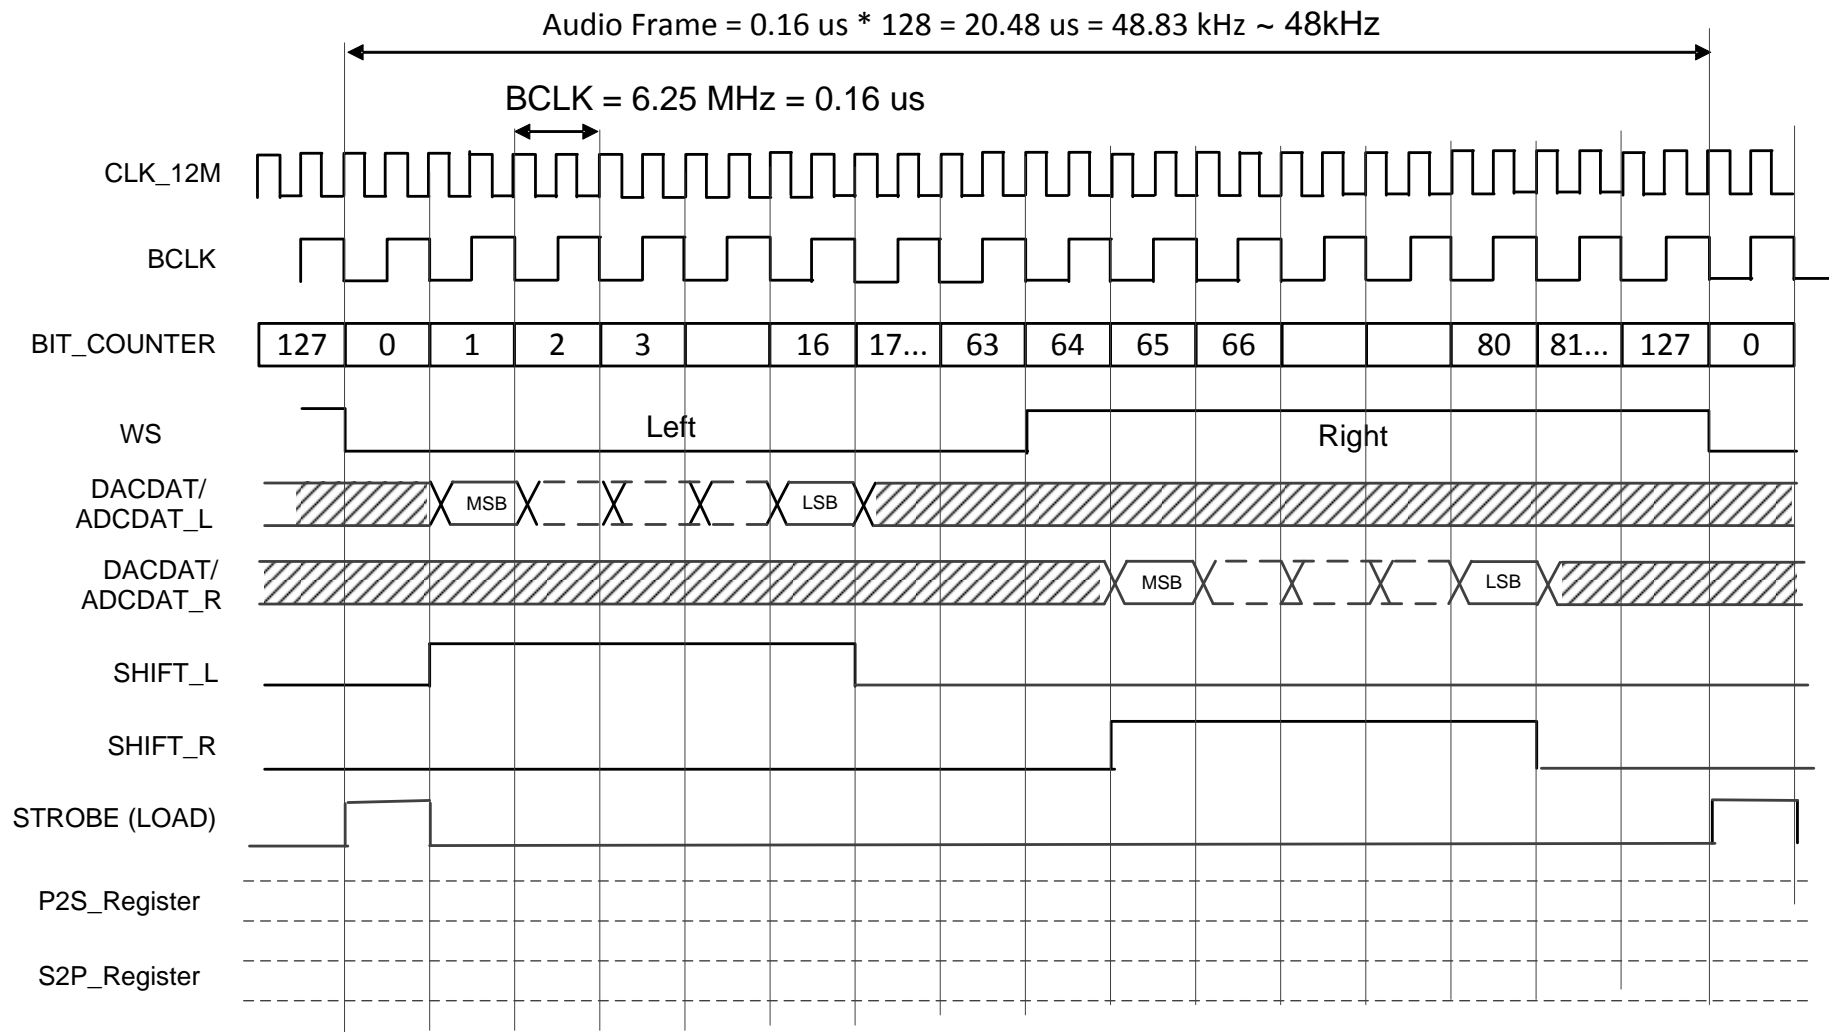 Audio Frame = 0.16 us * 128 = 20.48 us = 48.83 kHz ~ 48kHz
BCLK = 6.25 MHz = 0.16 us
CLK_12M
BCLK
BIT_COUNTER 127 0 1 2 3 16 17... 63 64 65 66 80 81... 127 0
WS Left Right
DACDAT/
ADCDAT_L MSB LSB
DACDAT/
ADCDAT_R MSB LSB
SHIFT_L
SHIFT_R
STROBE (LOAD)
P2S_Register
S2P_Register